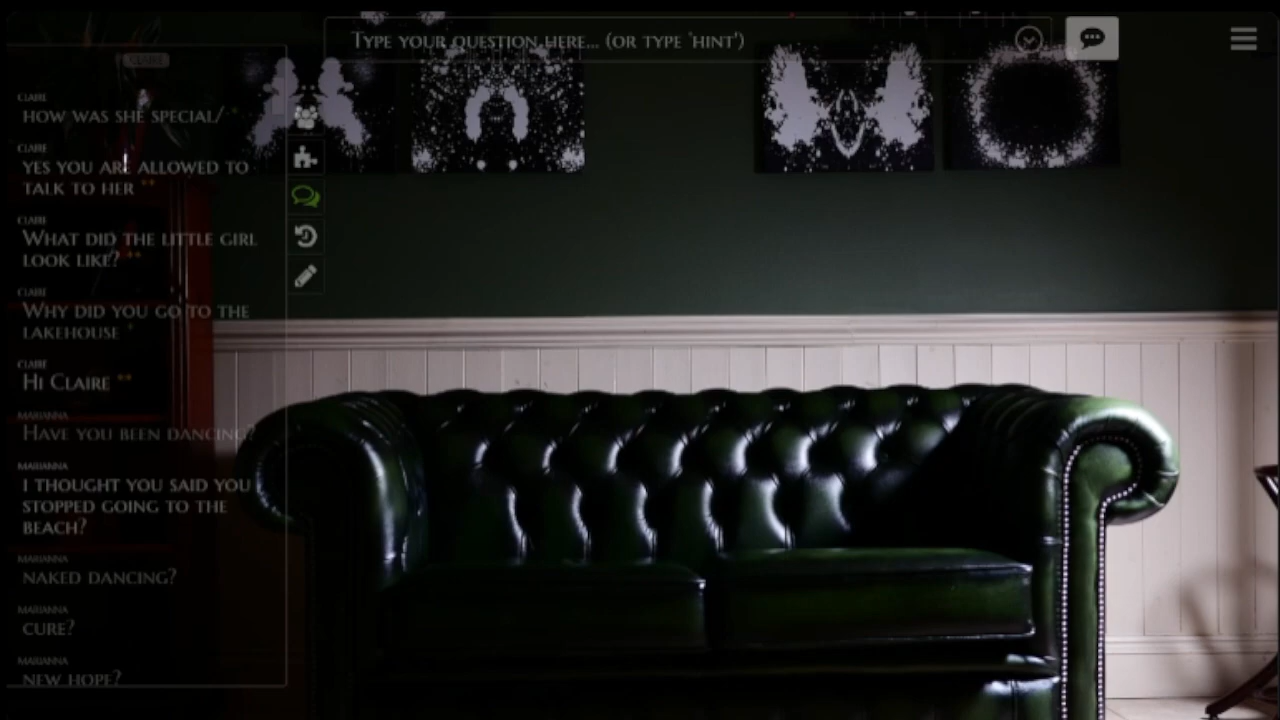 Type your question here... (or type 'hint')
CLAIRE
CLAIRE
How was she special/ *
CLAIRE
Yes you are allowed to
talk to her **
CLAIRE
What did the little girl
look like? **
CLAIRE
Why did you go to the
lakehouse *
CLAIRE
Hi Claire **
MARIANNA
Have you been dancing?
MARIANNA
I thought you said you
stopped going to the
beach?
MARIANNA
naked dancing?
MARIANNA
cure?
MARIANNA
new hope?